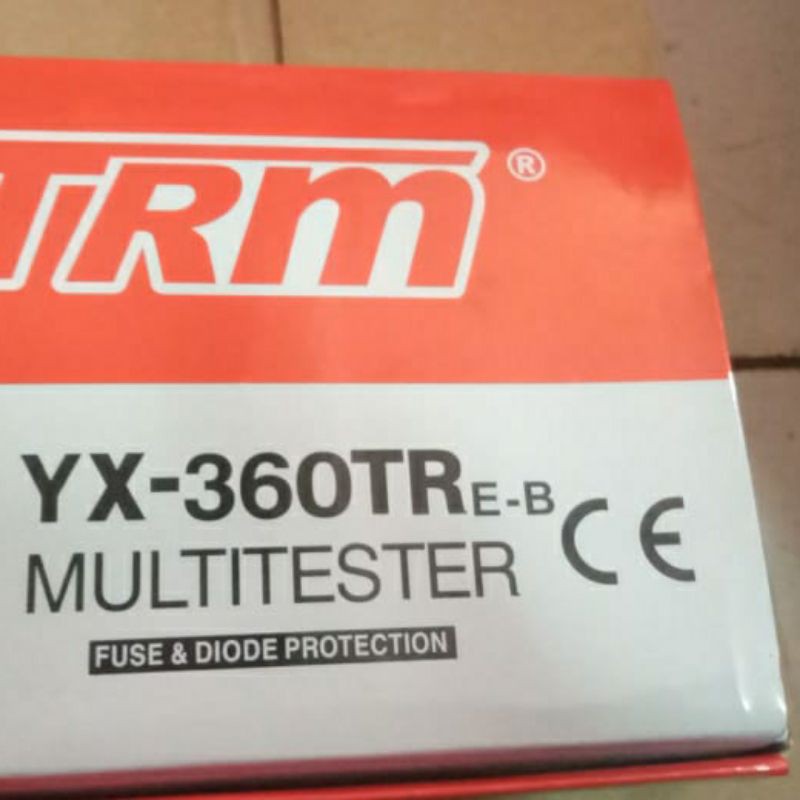 TRM®
YX-360TRE-B
MULTITESTER
CE
FUSE & DIODE PROTECTION